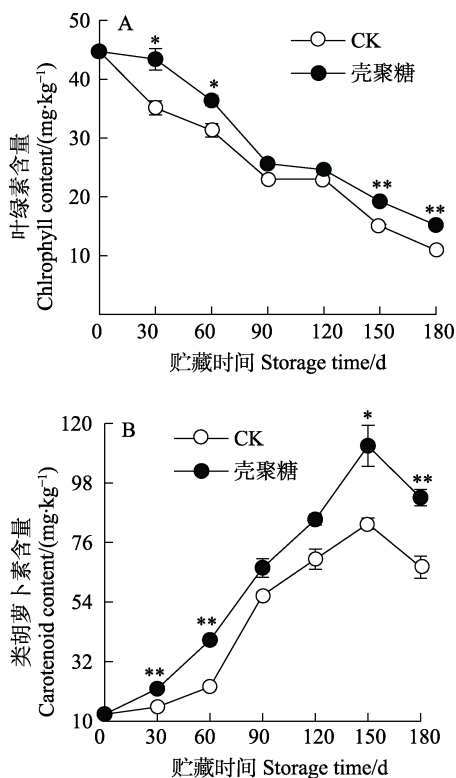 A
50
40
30
20
10
叶绿素含量
Chlrophyll content/(mg·kg⁻¹)
CK
壳聚糖
*
*
**
**
0 30 60 90 120 150 180
贮藏时间 Storage time/d
B
120
98
76
54
32
10
类胡萝卜素含量
Carotenoid content/(mg·kg⁻¹)
CK
壳聚糖
**
**
*
**
0 30 60 90 120 150 180
贮藏时间 Storage time/d